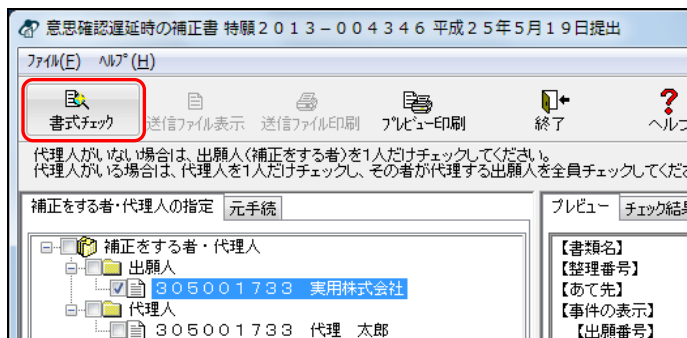 意思確認遅延時の補正書 特願２０１３－００４３４６ 平成２５年５月１９日提出
ﾌｧｲﾙ(F) ﾍﾙﾌﾟ(H)
書式ﾁｪｯｸ 送信ﾌｧｲﾙ表示 送信ﾌｧｲﾙ印刷 ﾌﾟﾚﾋﾞｭｰ印刷 終了 ヘルプ
代理人がいない場合は、出願人(補正をする者)を1人だけチェックしてください。
代理人がいる場合は、代理人を1人だけチェックし、その者が代理する出願人を全員チェックしてくだ
補正をする者・代理人の指定 元手続 プレビュー チェック結果
補正をする者・代理人 【書類名】
出願人 【整理番号】
３０５００１７３３ 実用株式会社 【あて先】
代理人 【事件の表示】
３０５００１７３３ 代理 太郎 【出願番号】